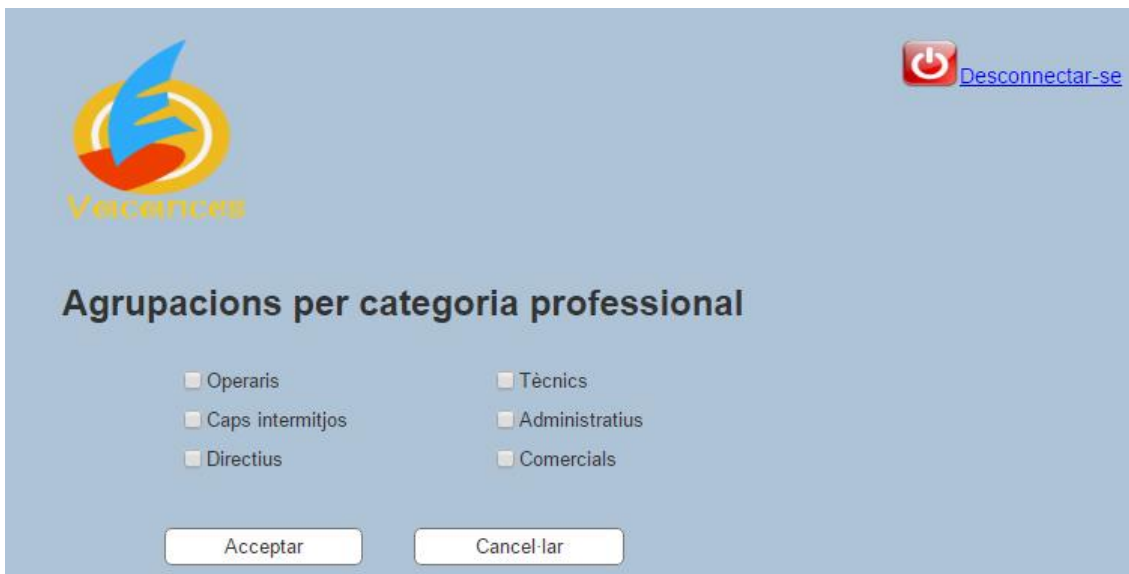 Desconnectar-se
Vacances
Agrupacions per categoria professional
Operaris
Tècnics
Caps intermitjos
Administratius
Directius
Comercials
Acceptar
Cancel·lar